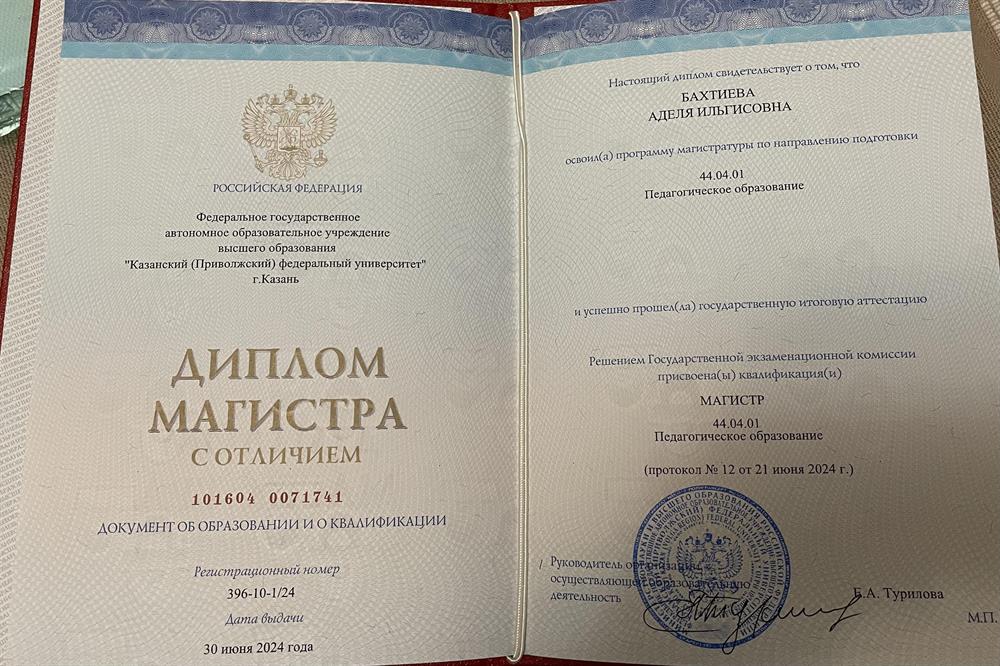 РОССИЙСКАЯ ФЕДЕРАЦИЯ
Федеральное государственное
автономное образовательное учреждение
высшего образования
"Казанский (Приволжский) федеральный университет"
г.Казань
ДИПЛОМ
МАГИСТРА
С ОТЛИЧИЕМ
101604 0071741
ДОКУМЕНТ ОБ ОБРАЗОВАНИИ И О КВАЛИФИКАЦИИ
Регистрационный номер
396-10-1/24
Дата выдачи
30 июня 2024 года
Настоящий диплом свидетельствует о том, что
БАХТИЕВА
АДЕЛЯ ИЛЬГИСОВНА
освоил(а) программу магистратуры по направлению подготовки
44.04.01
Педагогическое образование
и успешно прошел(ла) государственную итоговую аттестацию
Решением Государственной экзаменационной комиссии
присвоена(ы) квалификация(и)
МАГИСТР
44.04.01
Педагогическое образование
(протокол № 12 от 21 июня 2024 г.)
/ Руководитель организации,
осуществляющей образовательную
деятельность
Е.А. Турилова
М.П.